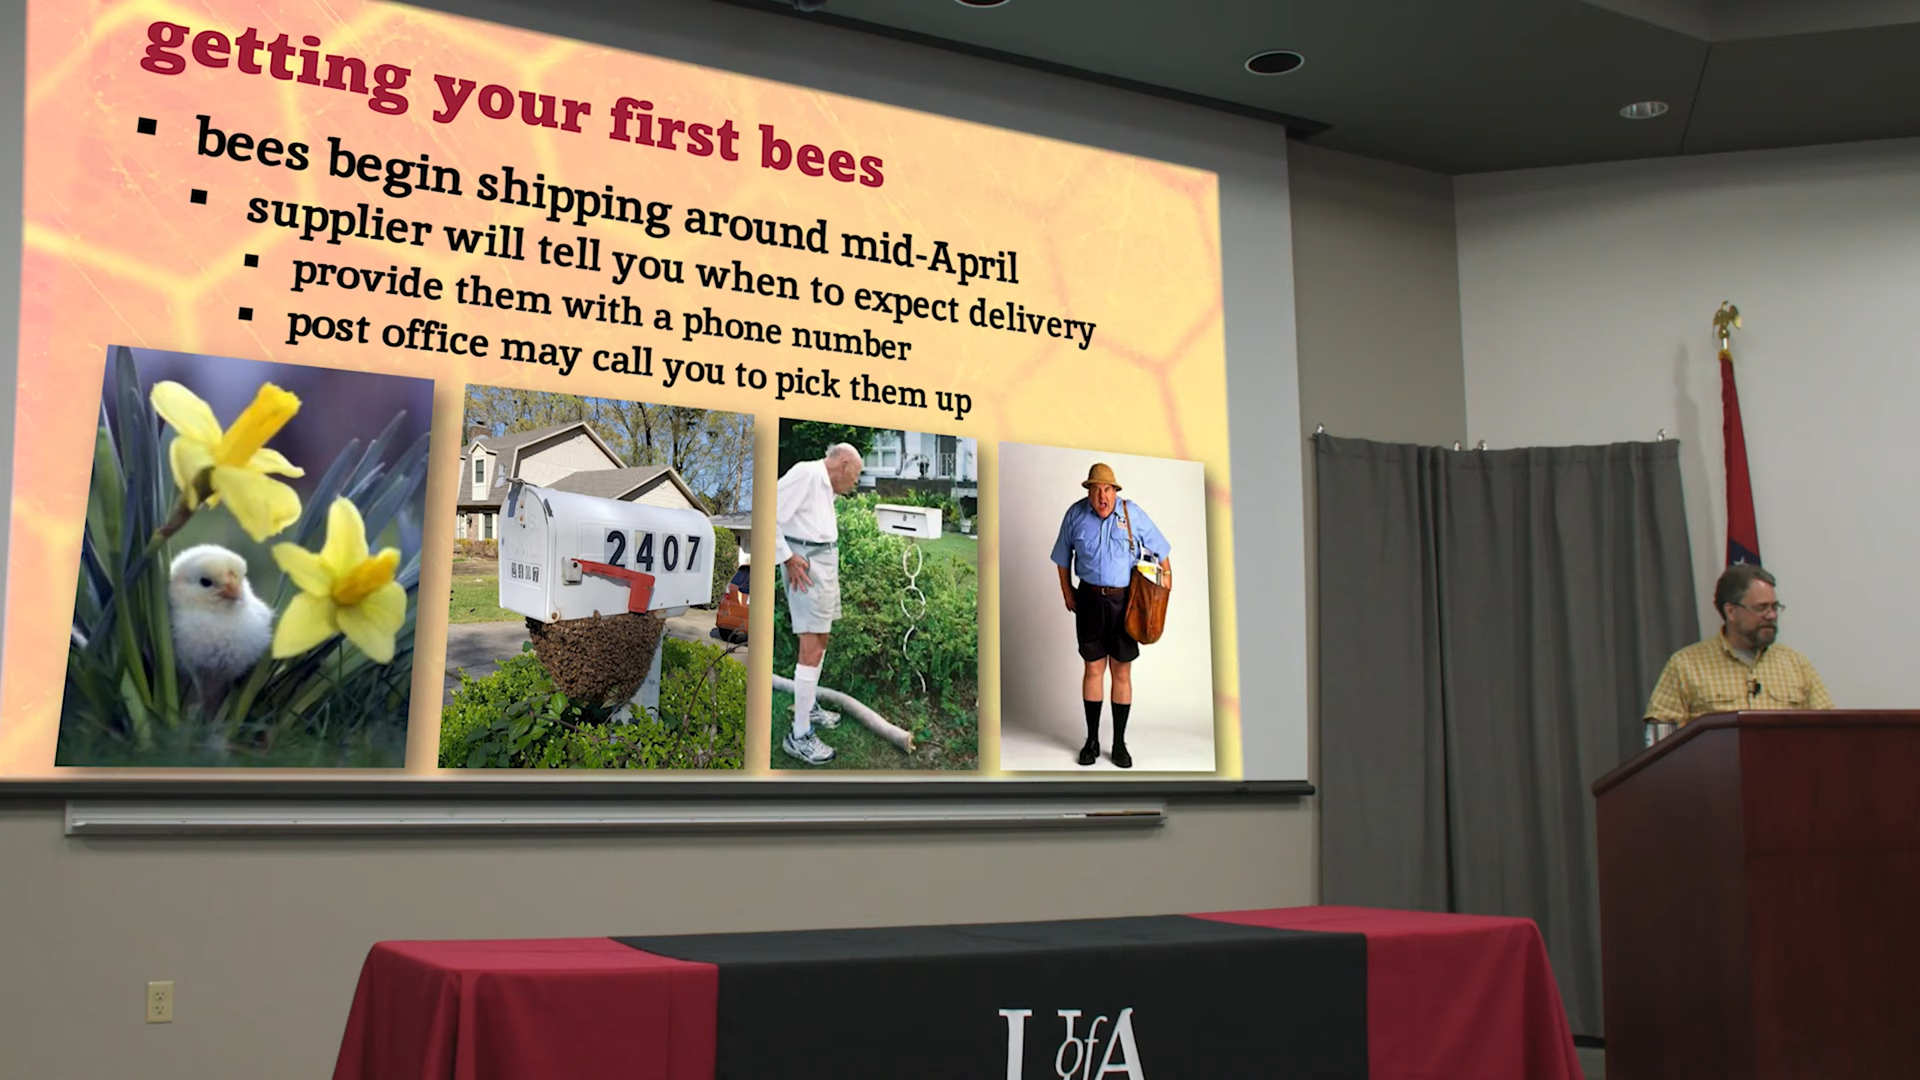 getting your first bees
▪ bees begin shipping around mid-April
▪ supplier will tell you when to expect delivery
▪ provide them with a phone number
▪ post office may call you to pick them up
2407
2407
UofA